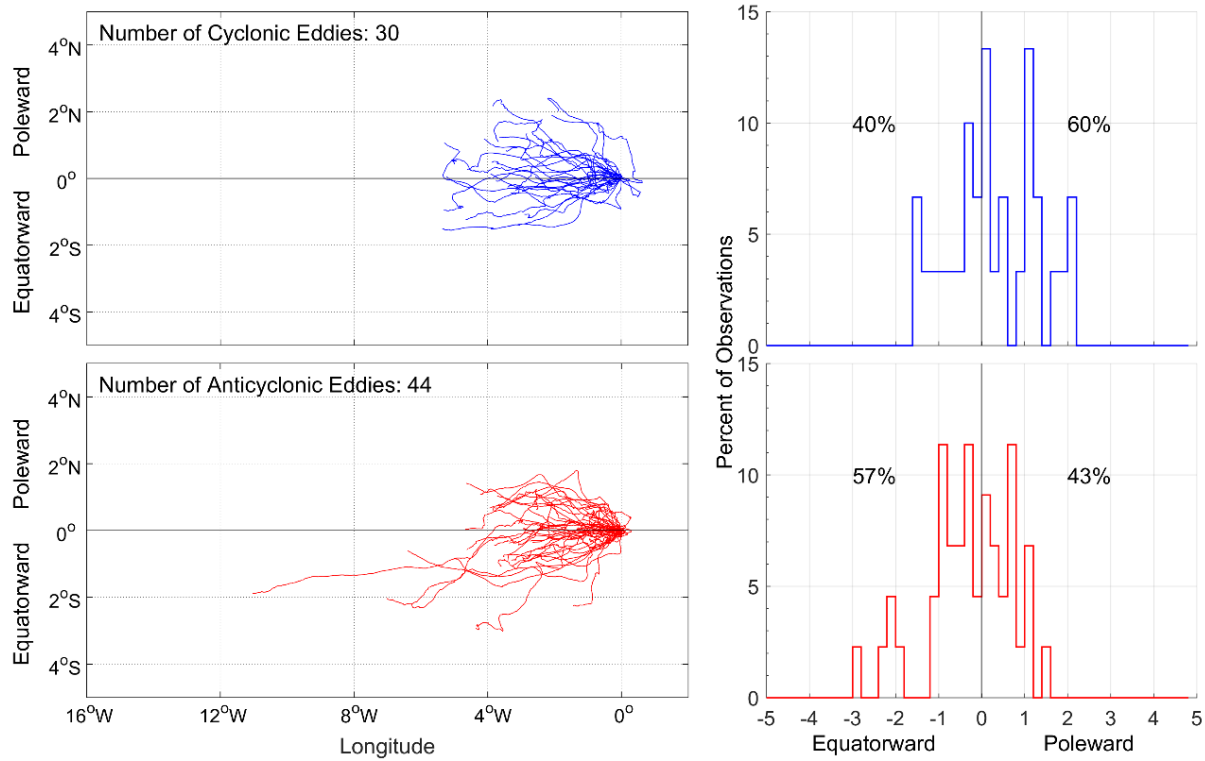 Number of Cyclonic Eddies: 30
4°N
2°N
0°
2°S
4°S
Poleward
Equatorward
15
10
5
0
40%
60%
Percent of Observations
Number of Anticyclonic Eddies: 44
4°N
2°N
0°
2°S
4°S
Poleward
Equatorward
16°W
12°W
8°W
4°W
0°
Longitude
15
10
5
0
57%
43%
-5
-4
-3
-2
-1
0
1
2
3
4
5
Equatorward
Poleward